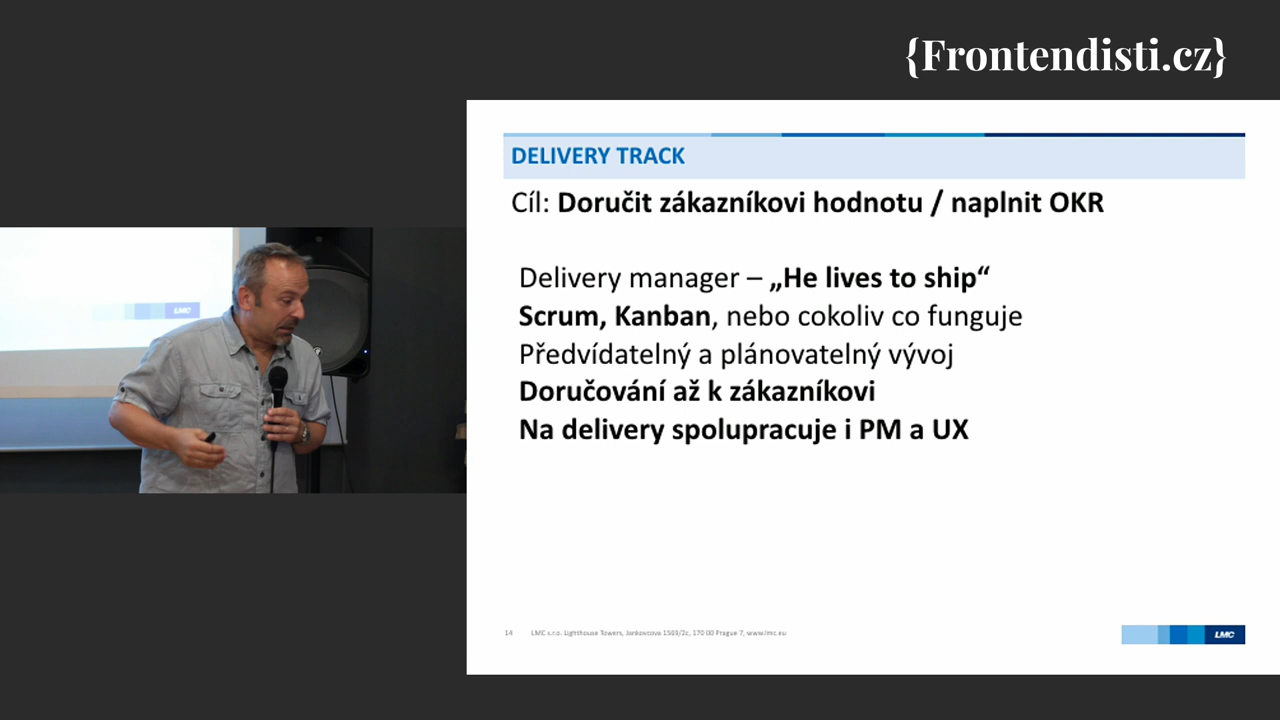 {Frontendisti.cz}
DELIVERY TRACK
Cíl: Doručit zákazníkovi hodnotu / naplnit OKR
Delivery manager – „He lives to ship“
Scrum, Kanban, nebo cokoliv co funguje
Předvídatelný a plánovatelný vývoj
Doručování až k zákazníkovi
Na delivery spolupracuje i PM a UX
14 LMC s.r.o. Lighthouse Towers, Jankovcova 1569/2c, 170 00 Prague 7, www.lmc.eu
LMC
LMC